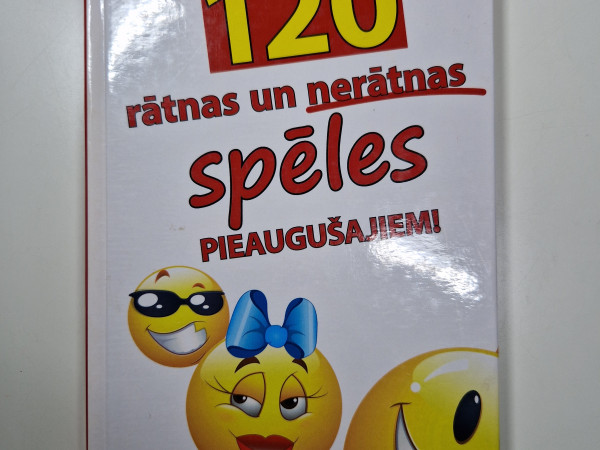 120
rātnas un nerātnas
spēles
PIEAUGUŠAJIEM!